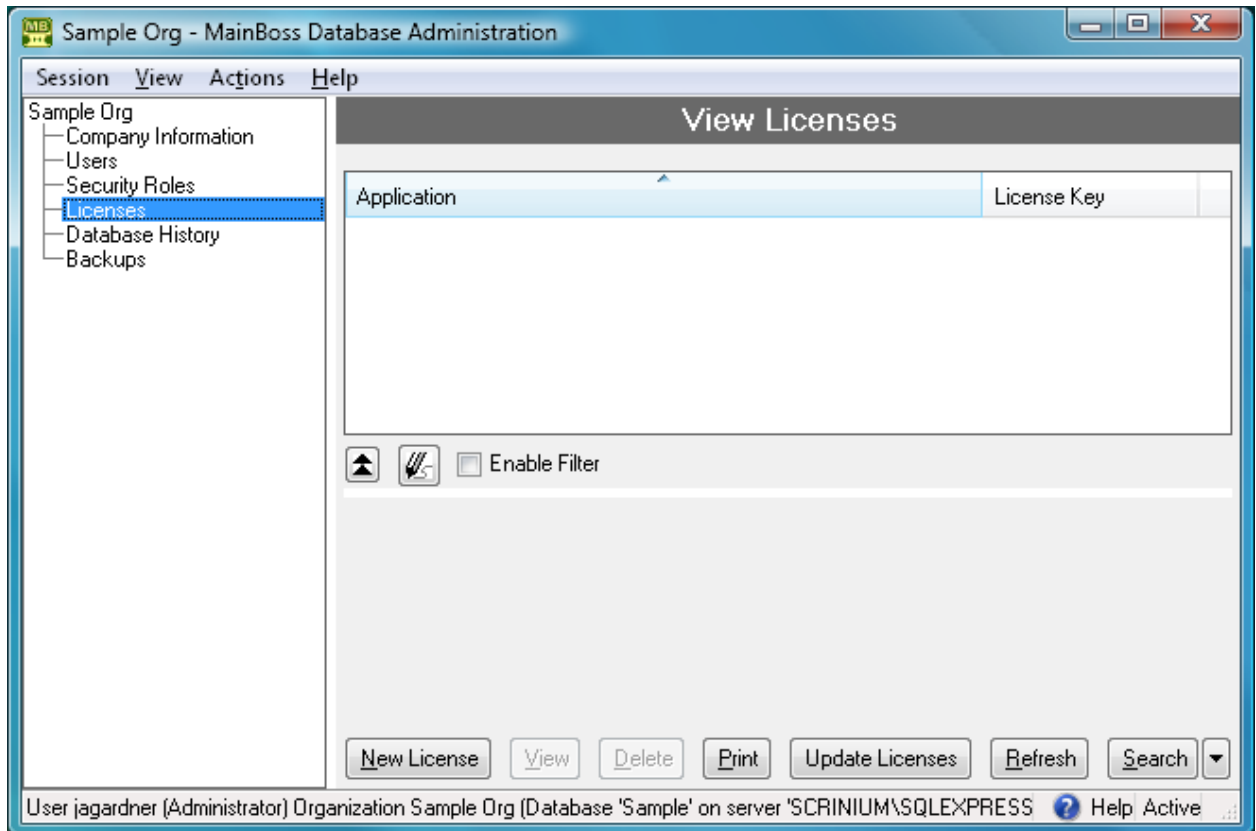 MB
Sample Org - MainBoss Database Administration
Session View Actions Help
Sample Org
Company Information
Users
Security Roles
Licenses
Database History
Backups
View Licenses
Application License Key
Enable Filter
New License View Delete Print Update Licenses Refresh Search
User jagardner (Administrator) Organization Sample Org (Database 'Sample' on server 'SCRINIUM\SQLEXPRESS Help Active